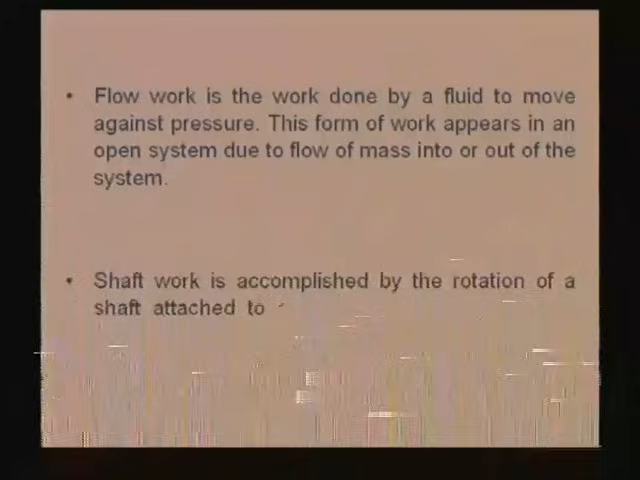 • Flow work is the work done by a fluid to move
against pressure. This form of work appears in an
open system due to flow of mass into or out of the
system.
• Shaft work is accomplished by the rotation of a
shaft attached to